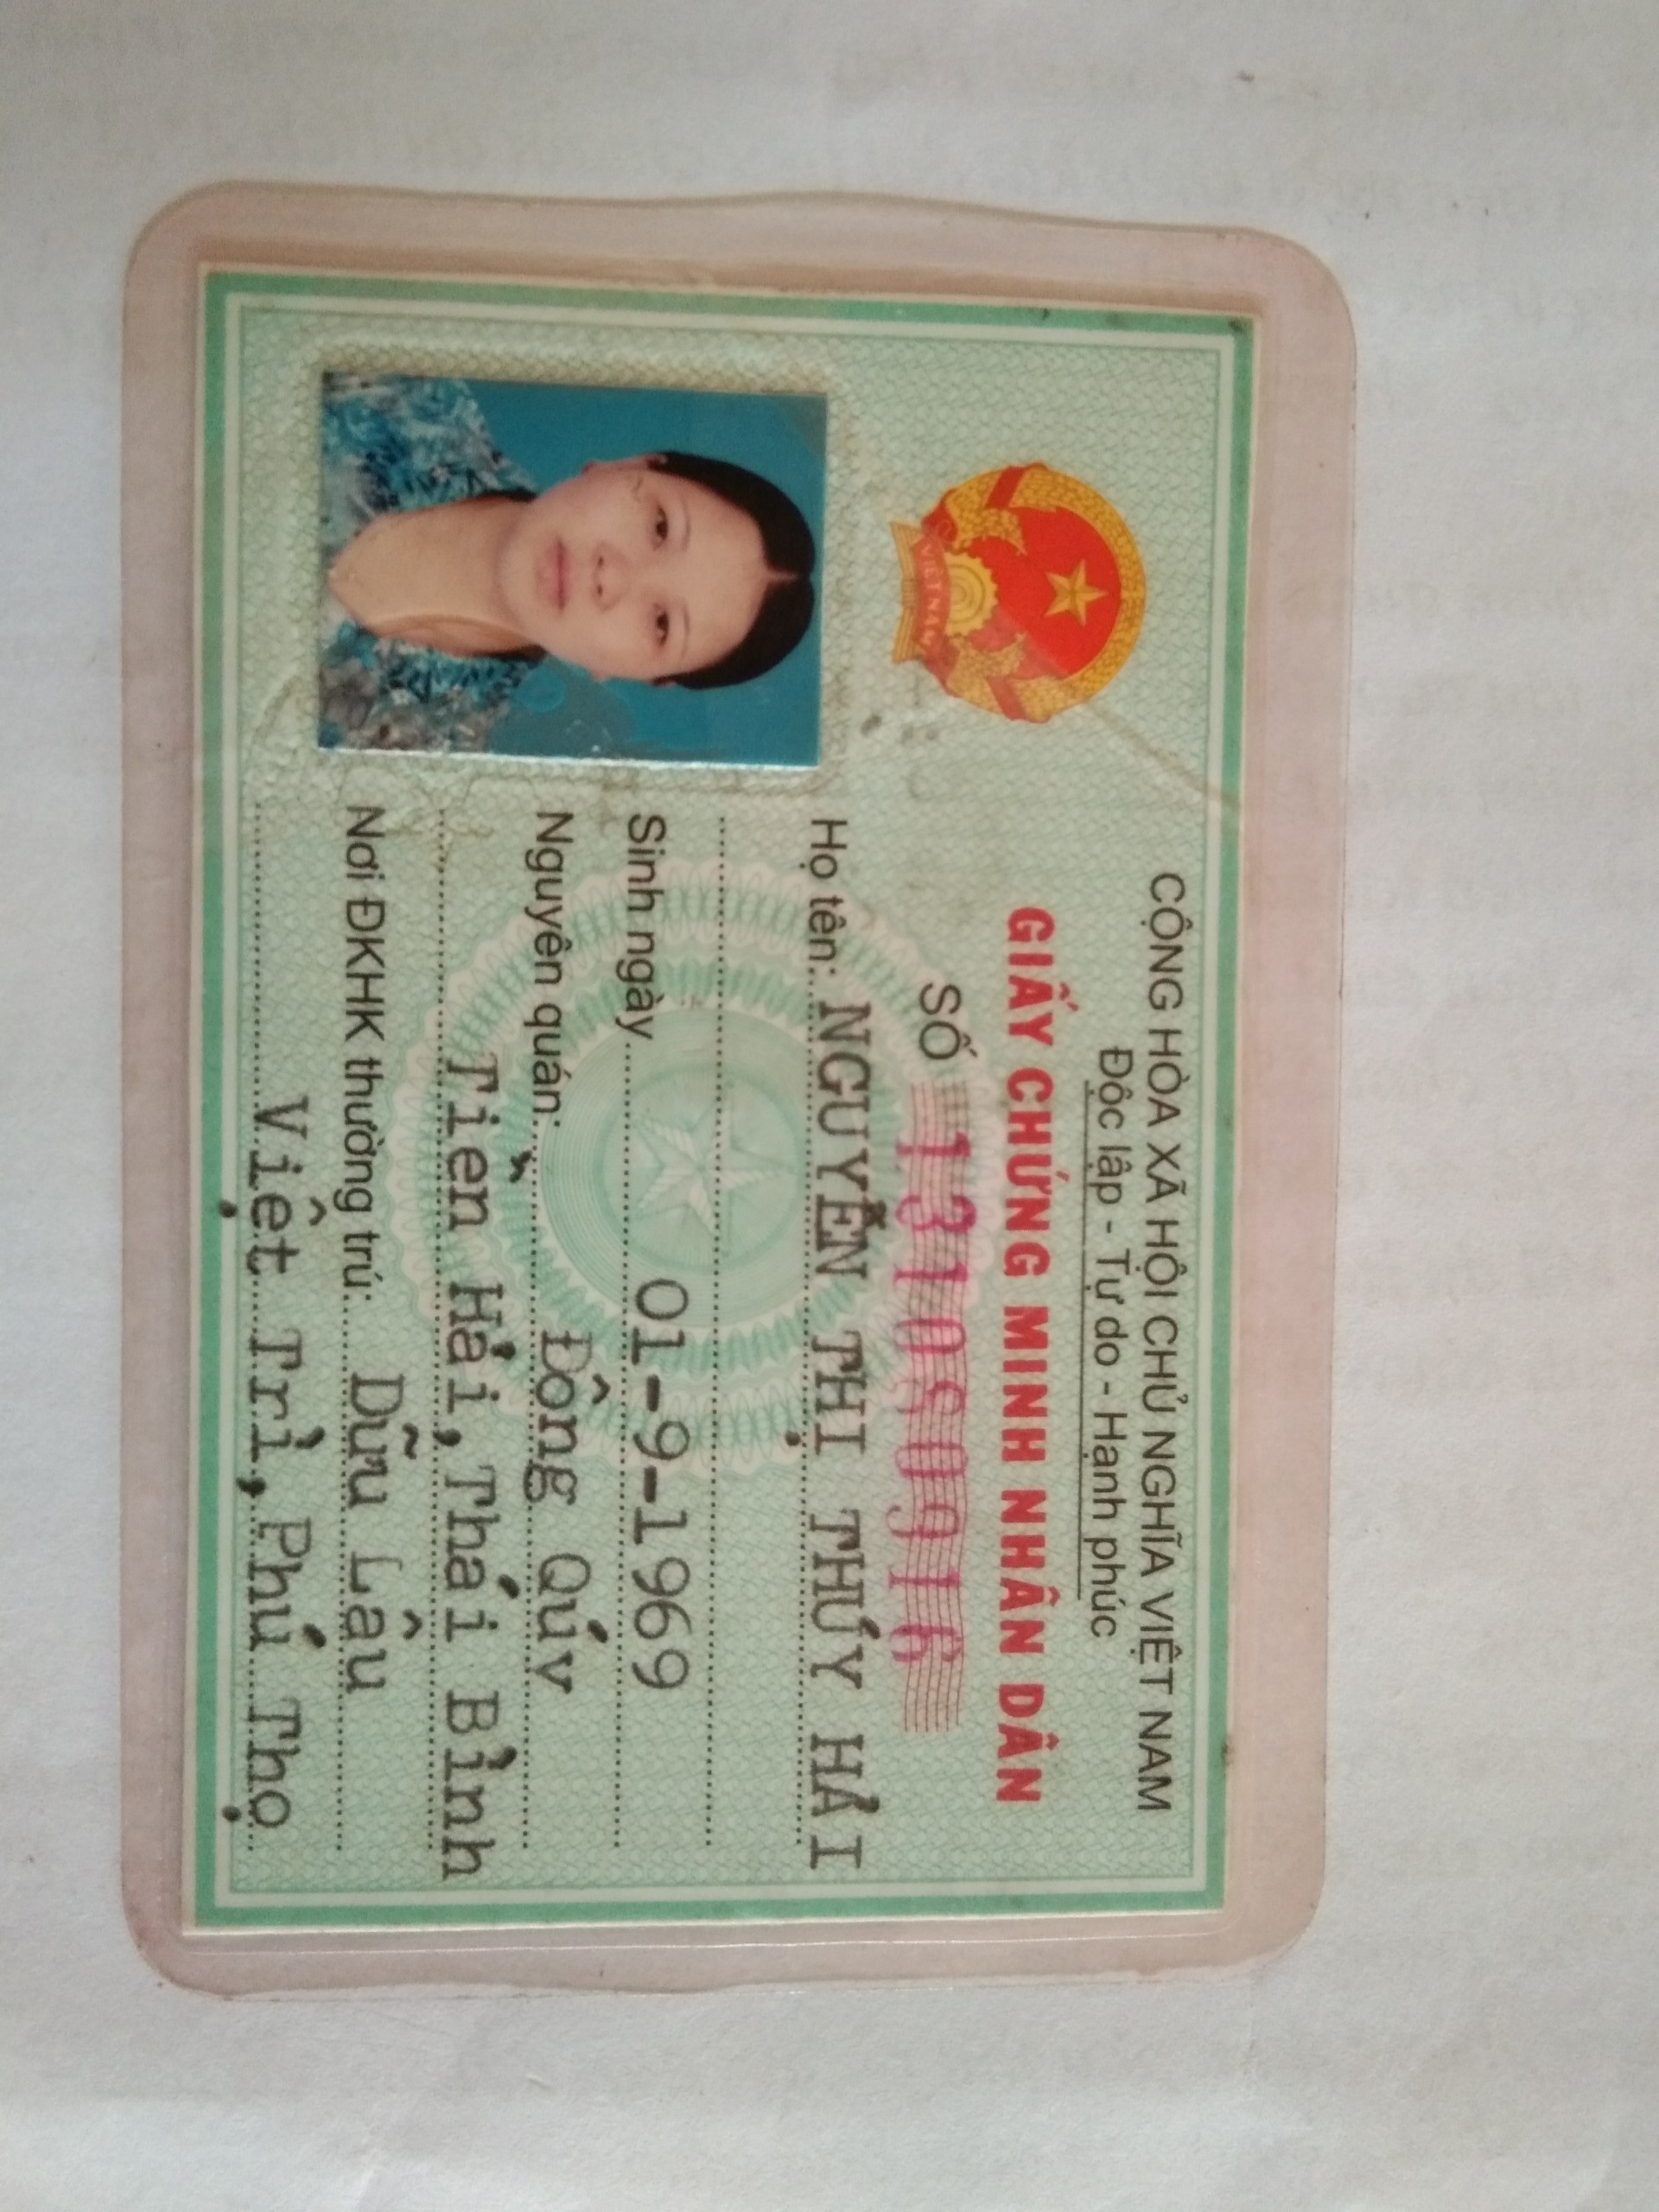 CỘNG HÒA XÃ HỘI CHỦ NGHĨA VIỆT NAM
Độc lập - Tự do - Hạnh phúc
GIẤY CHỨNG MINH NHÂN DÂN
VIỆT NAM
SỐ 131080916
Họ tên: NGUYỄN THỊ THÚY HẢI
Sinh ngày 01-9-1969
Nguyên quán: Đông Qúy
Tiền Hải, Thái Bình
Nơi ĐKHK thường trú: Dữu Lâu
Việt Trì, Phú Thọ